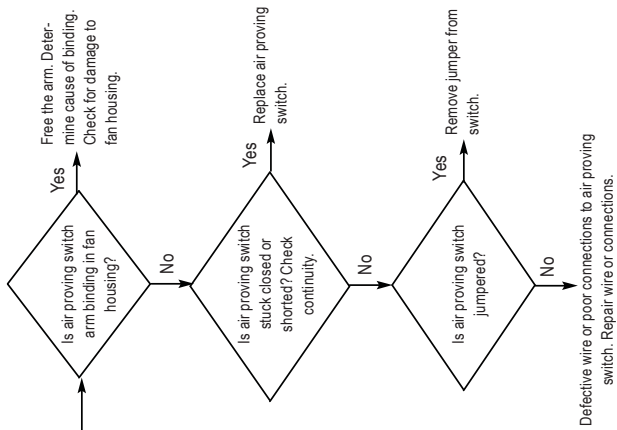 Is air proving switch
arm binding in fan
housing?
Yes
Free the arm. Deter-
mine cause of binding.
Check for damage to
fan housing.
No
Is air proving switch
stuck closed or
shorted? Check
continuity.
Yes
Replace air proving
switch.
No
Is air proving switch
jumpered?
Yes
Remove jumper from
switch.
No
Defective wire or poor connections to air proving
switch. Repair wire or connections.